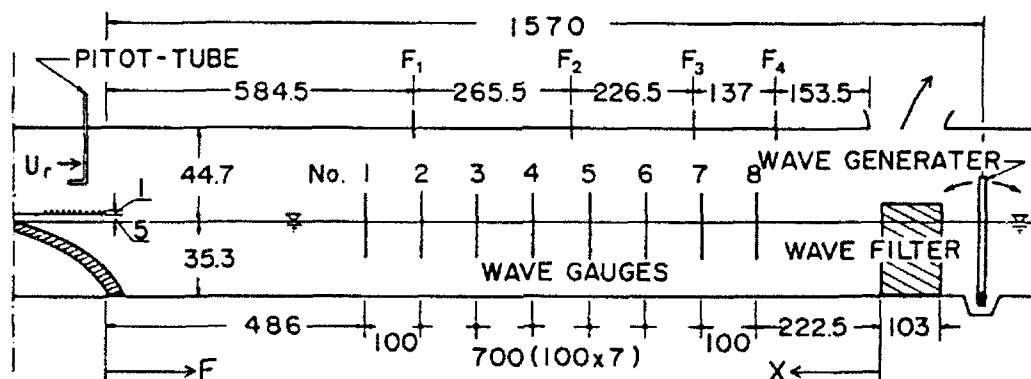 1570
PITOT-TUBE
F₁ F₂ F₃ F₄
584.5 265.5 226.5 137 153.5
Uᵣ
44.7
No. 1 2 3 4 5 6 7 8
WAVE GENERATER
1
5
35.3
WAVE FILTER
WAVE GAUGES
486 100 700(100x7) 100 222.5 103
F X